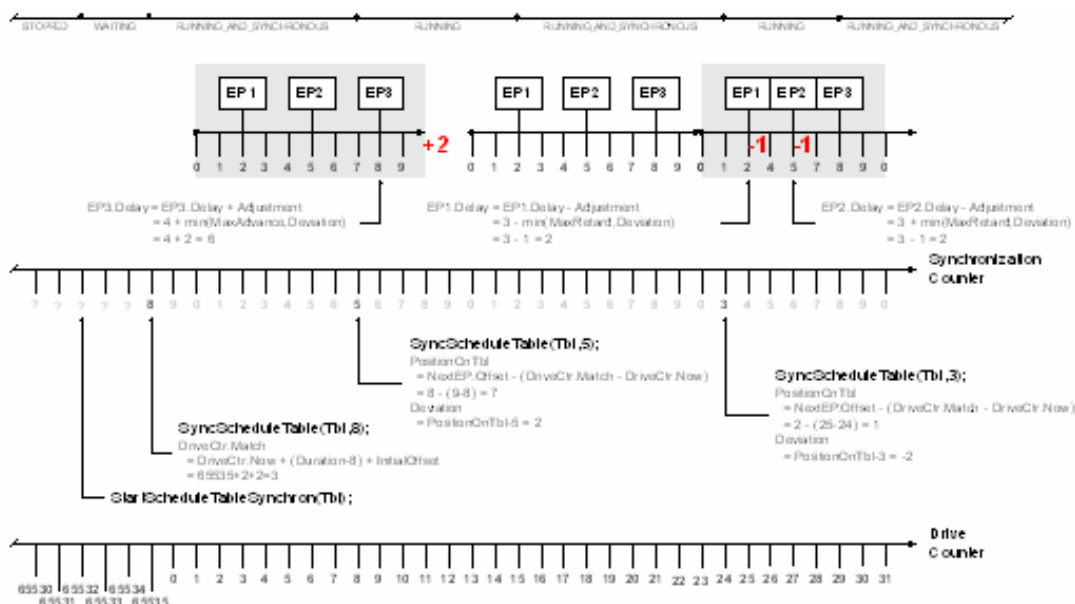 STOPPED WAITING RUNNING_AND_SYNCHRONOUS RUNNING RUNNING_AND_SYNCHRONOUS RUNNING RUNNING_AND_SYNCHRONOUS
EP1 EP2 EP3 EP1 EP2 EP3 EP1 EP2 EP3
+2 -1 -1
0 1 2 3 4 5 6 7 8 9 0 1 2 3 4 5 6 7 8 9 0 1 2 4 5 7 8 9 0
EP3.Delay = EP3.Delay + Adjustment
= 4 + min(MaxAdvance,Deviation)
= 4 + 2 = 6
EP1.Delay = EP1.Delay - Adjustment
= 3 - min(MaxRetard,Deviation)
= 3 - 1 = 2
EP2.Delay = EP2.Delay - Adjustment
= 3 + min(MaxRetard,Deviation)
= 3 - 1 = 2
Synchronization
Counter
? ? ? ? ? 8 9 0 1 2 3 4 5 6 5 6 7 8 9 0 1 2 3 4 5 6 7 8 9 0 3 4 5 6 7 8 9 0
SyncScheduleTable(Tbl,5);
PositionOnTbl
= NextEP.Offset - (DriveCtr.Match - DriveCtr.Now)
= 8 - (9-8) = 7
Deviation
= PositionOnTbl-5 = 2
SyncScheduleTable(Tbl,3);
PositionOnTbl
= NextEP.Offset - (DriveCtr.Match - DriveCtr.Now)
= 2 - (25-24) = 1
Deviation
= PositionOnTbl-3 = -2
SyncScheduleTable(Tbl,8);
DriveCtr.Match
= DriveCtr.Now + (Duration-8) + InitialOffset
= 65535+2+2=3
StartScheduleTableSynchron(Tbl);
Drive
Counter
65530 65531 65532 65533 65534 65535 0 1 2 3 4 5 6 7 8 9 10 11 12 13 14 15 16 17 18 19 20 21 22 23 24 25 26 27 28 29 30 31